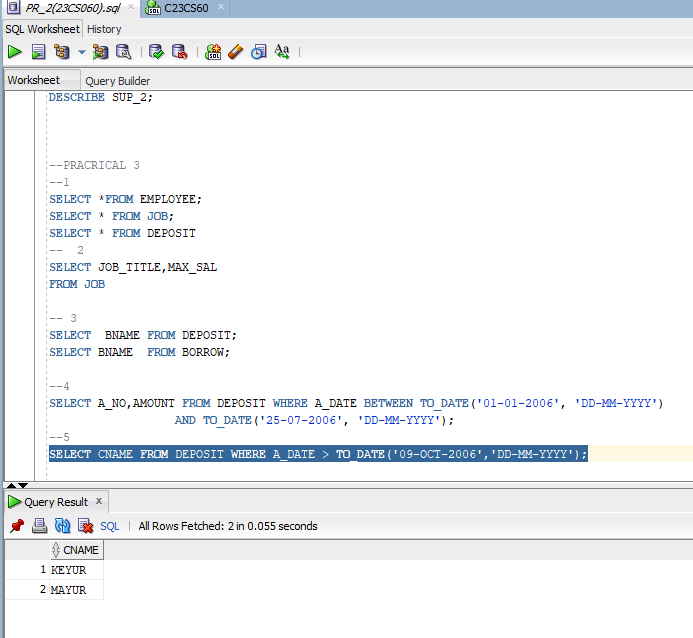 PR_2(23CS060).sql × SQL C23CS60 ×
SQL Worksheet History
SQL Aa
Worksheet Query Builder
DESCRIBE SUP_2;
--PRACRICAL 3
--1
SELECT *FROM EMPLOYEE;
SELECT * FROM JOB;
SELECT * FROM DEPOSIT
-- 2
SELECT JOB_TITLE,MAX_SAL
FROM JOB
-- 3
SELECT BNAME FROM DEPOSIT;
SELECT BNAME FROM BORROW;
--4
SELECT A_NO,AMOUNT FROM DEPOSIT WHERE A_DATE BETWEEN TO_DATE('01-01-2006', 'DD-MM-YYYY')
AND TO_DATE('25-07-2006', 'DD-MM-YYYY');
--5
SELECT CNAME FROM DEPOSIT WHERE A_DATE > TO_DATE('09-OCT-2006','DD-MM-YYYY');
Query Result ×
SQL | All Rows Fetched: 2 in 0.055 seconds
CNAME
1 KEYUR
2 MAYUR